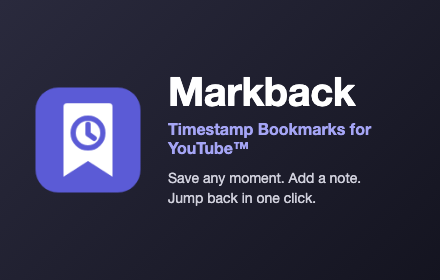 Markback
Timestamp Bookmarks for
YouTube™
Save any moment. Add a note.
Jump back in one click.